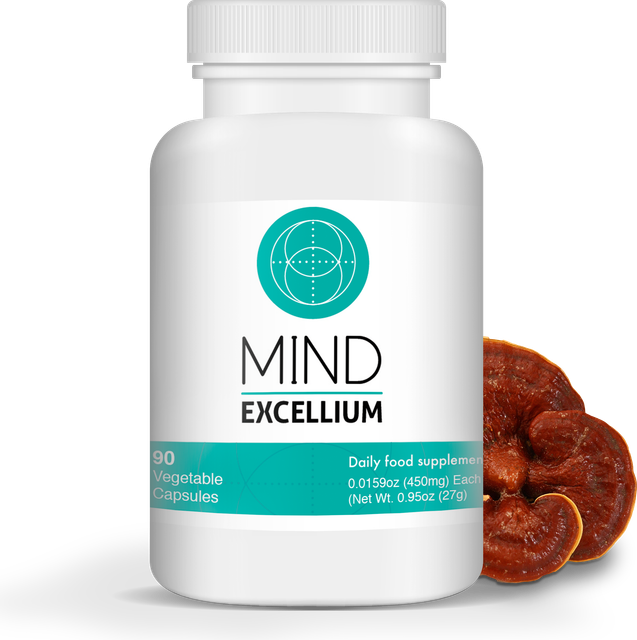 MIND
EXCELLIUM
90
Vegetable
Capsules
Daily food supplemen
0.0159oz (450mg) Each
(Net Wt. 0.95oz (27g)